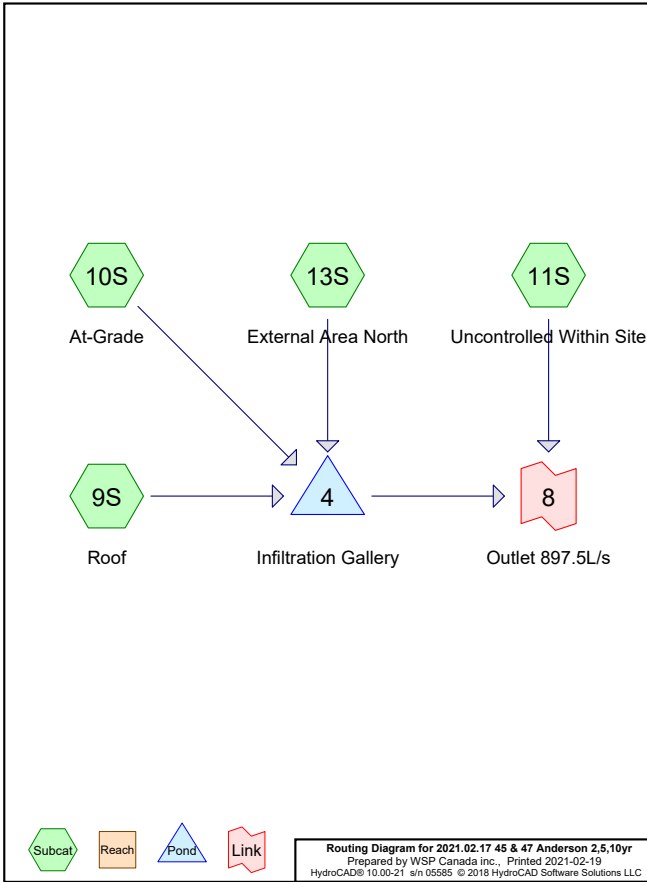 10S
13S
11S
At-Grade
External Area North
Uncontrolled Within Site
9S
4
8
Roof
Infiltration Gallery
Outlet 897.5L/s
Subcat
Reach
Pond
Link
Routing Diagram for 2021.02.17 45 & 47 Anderson 2,5,10yr
Prepared by WSP Canada inc., Printed 2021-02-19
HydroCAD® 10.00-21 s/n 05585 © 2018 HydroCAD Software Solutions LLC